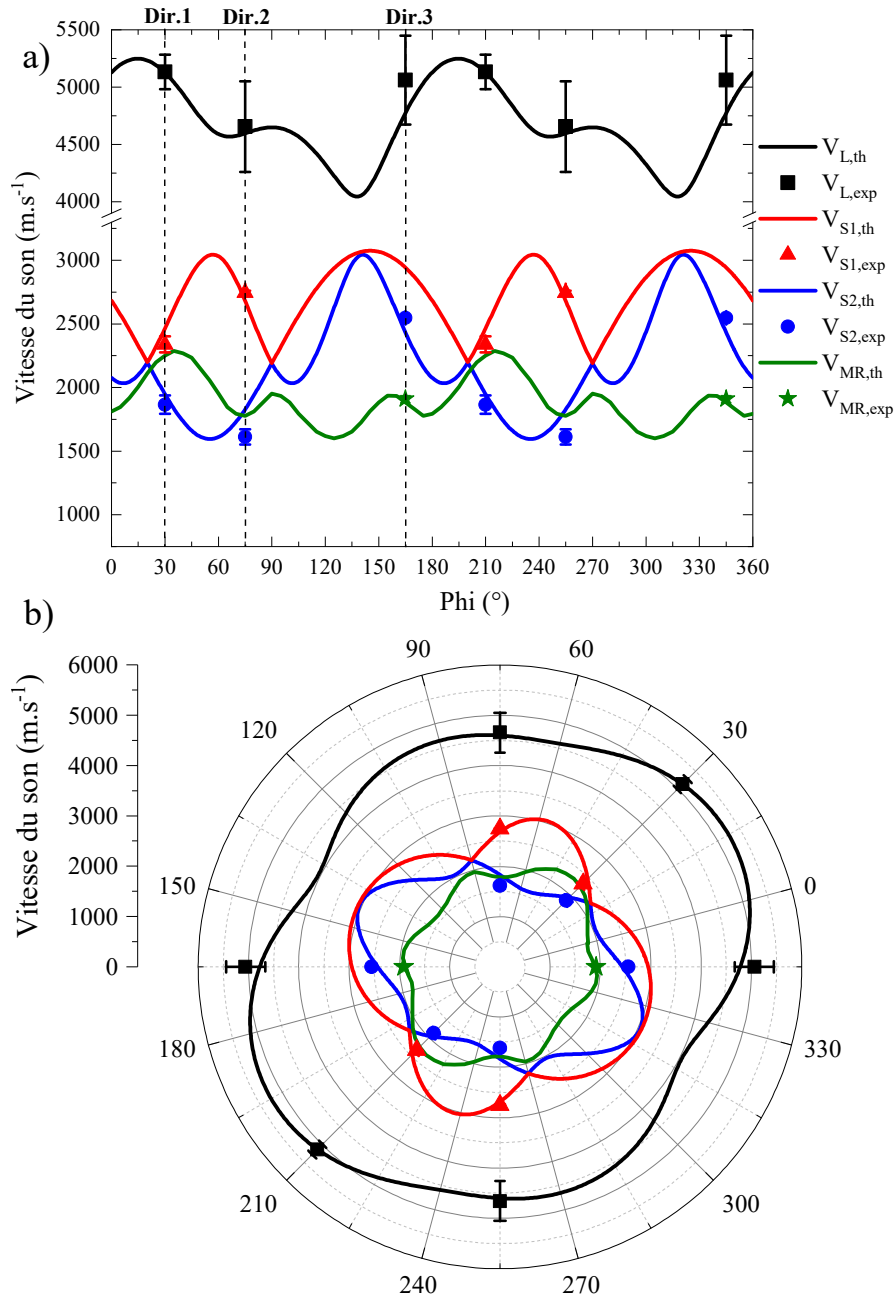 Dir.1 Dir.2 Dir.3
a)
5500
5000
4500
4000
3000
2500
2000
1500
1000
Vitesse du son (m.s⁻¹)
0 30 60 90 120 150 180 210 240 270 300 330 360
Phi (°)
V_L,th
V_L,exp
V_S1,th
V_S1,exp
V_S2,th
V_S2,exp
V_MR,th
V_MR,exp
b)
6000
5000
4000
3000
2000
1000
0
Vitesse du son (m.s⁻¹)
90 60
120 30
150 0
180 330
210 300
240 270